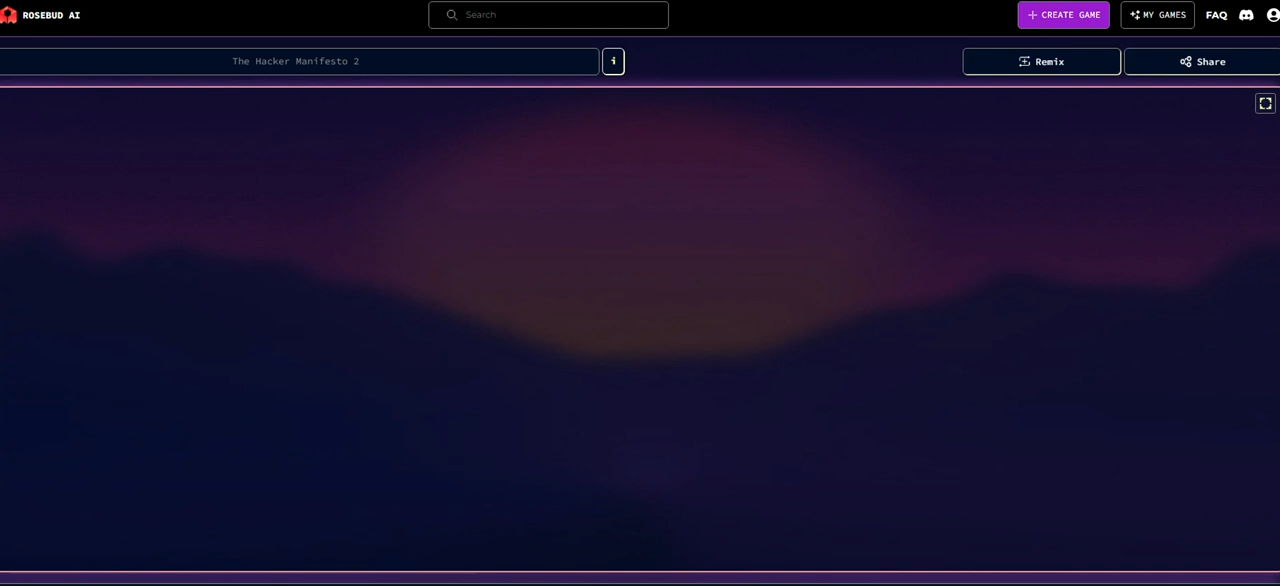 ROSEBUD AI
Search
+ CREATE GAME
MY GAMES
FAQ
The Hacker Manifesto 2
i
Remix
Share